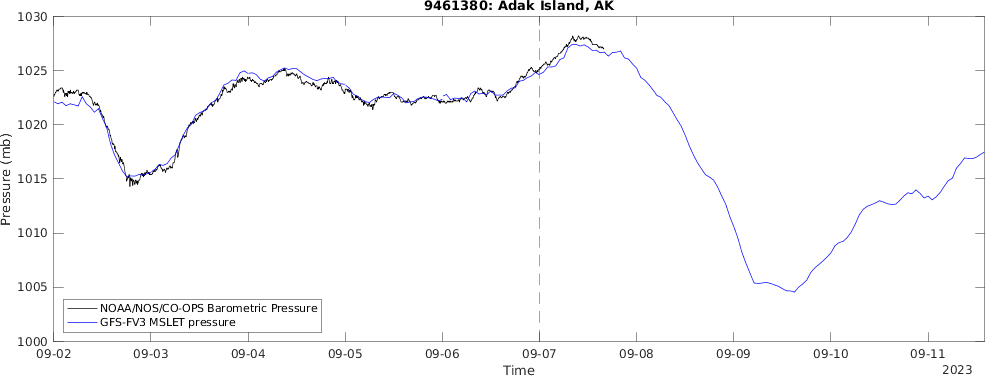 9461380: Adak Island, AK
1030
1025
1020
1015
1010
1005
1000
Pressure (mb)
NOAA/NOS/CO-OPS Barometric Pressure
GFS-FV3 MSLET pressure
09-02 09-03 09-04 09-05 09-06 09-07 09-08 09-09 09-10 09-11
Time
2023